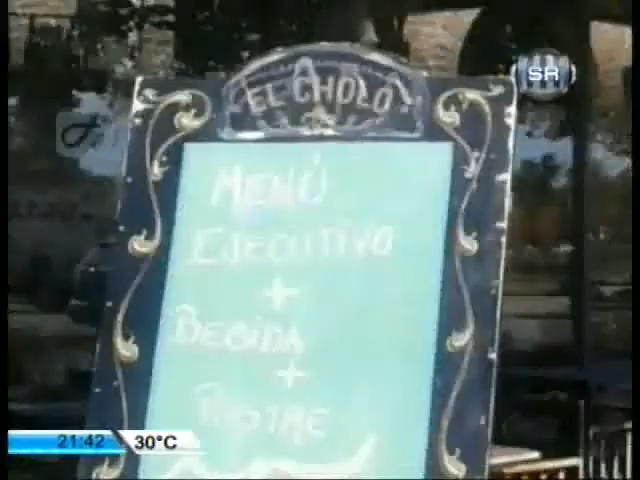 EL CHOLO
SR
MENÚ
EJECUTIVO
+
BEBIDA
+
POSTRE
21:42 30°C